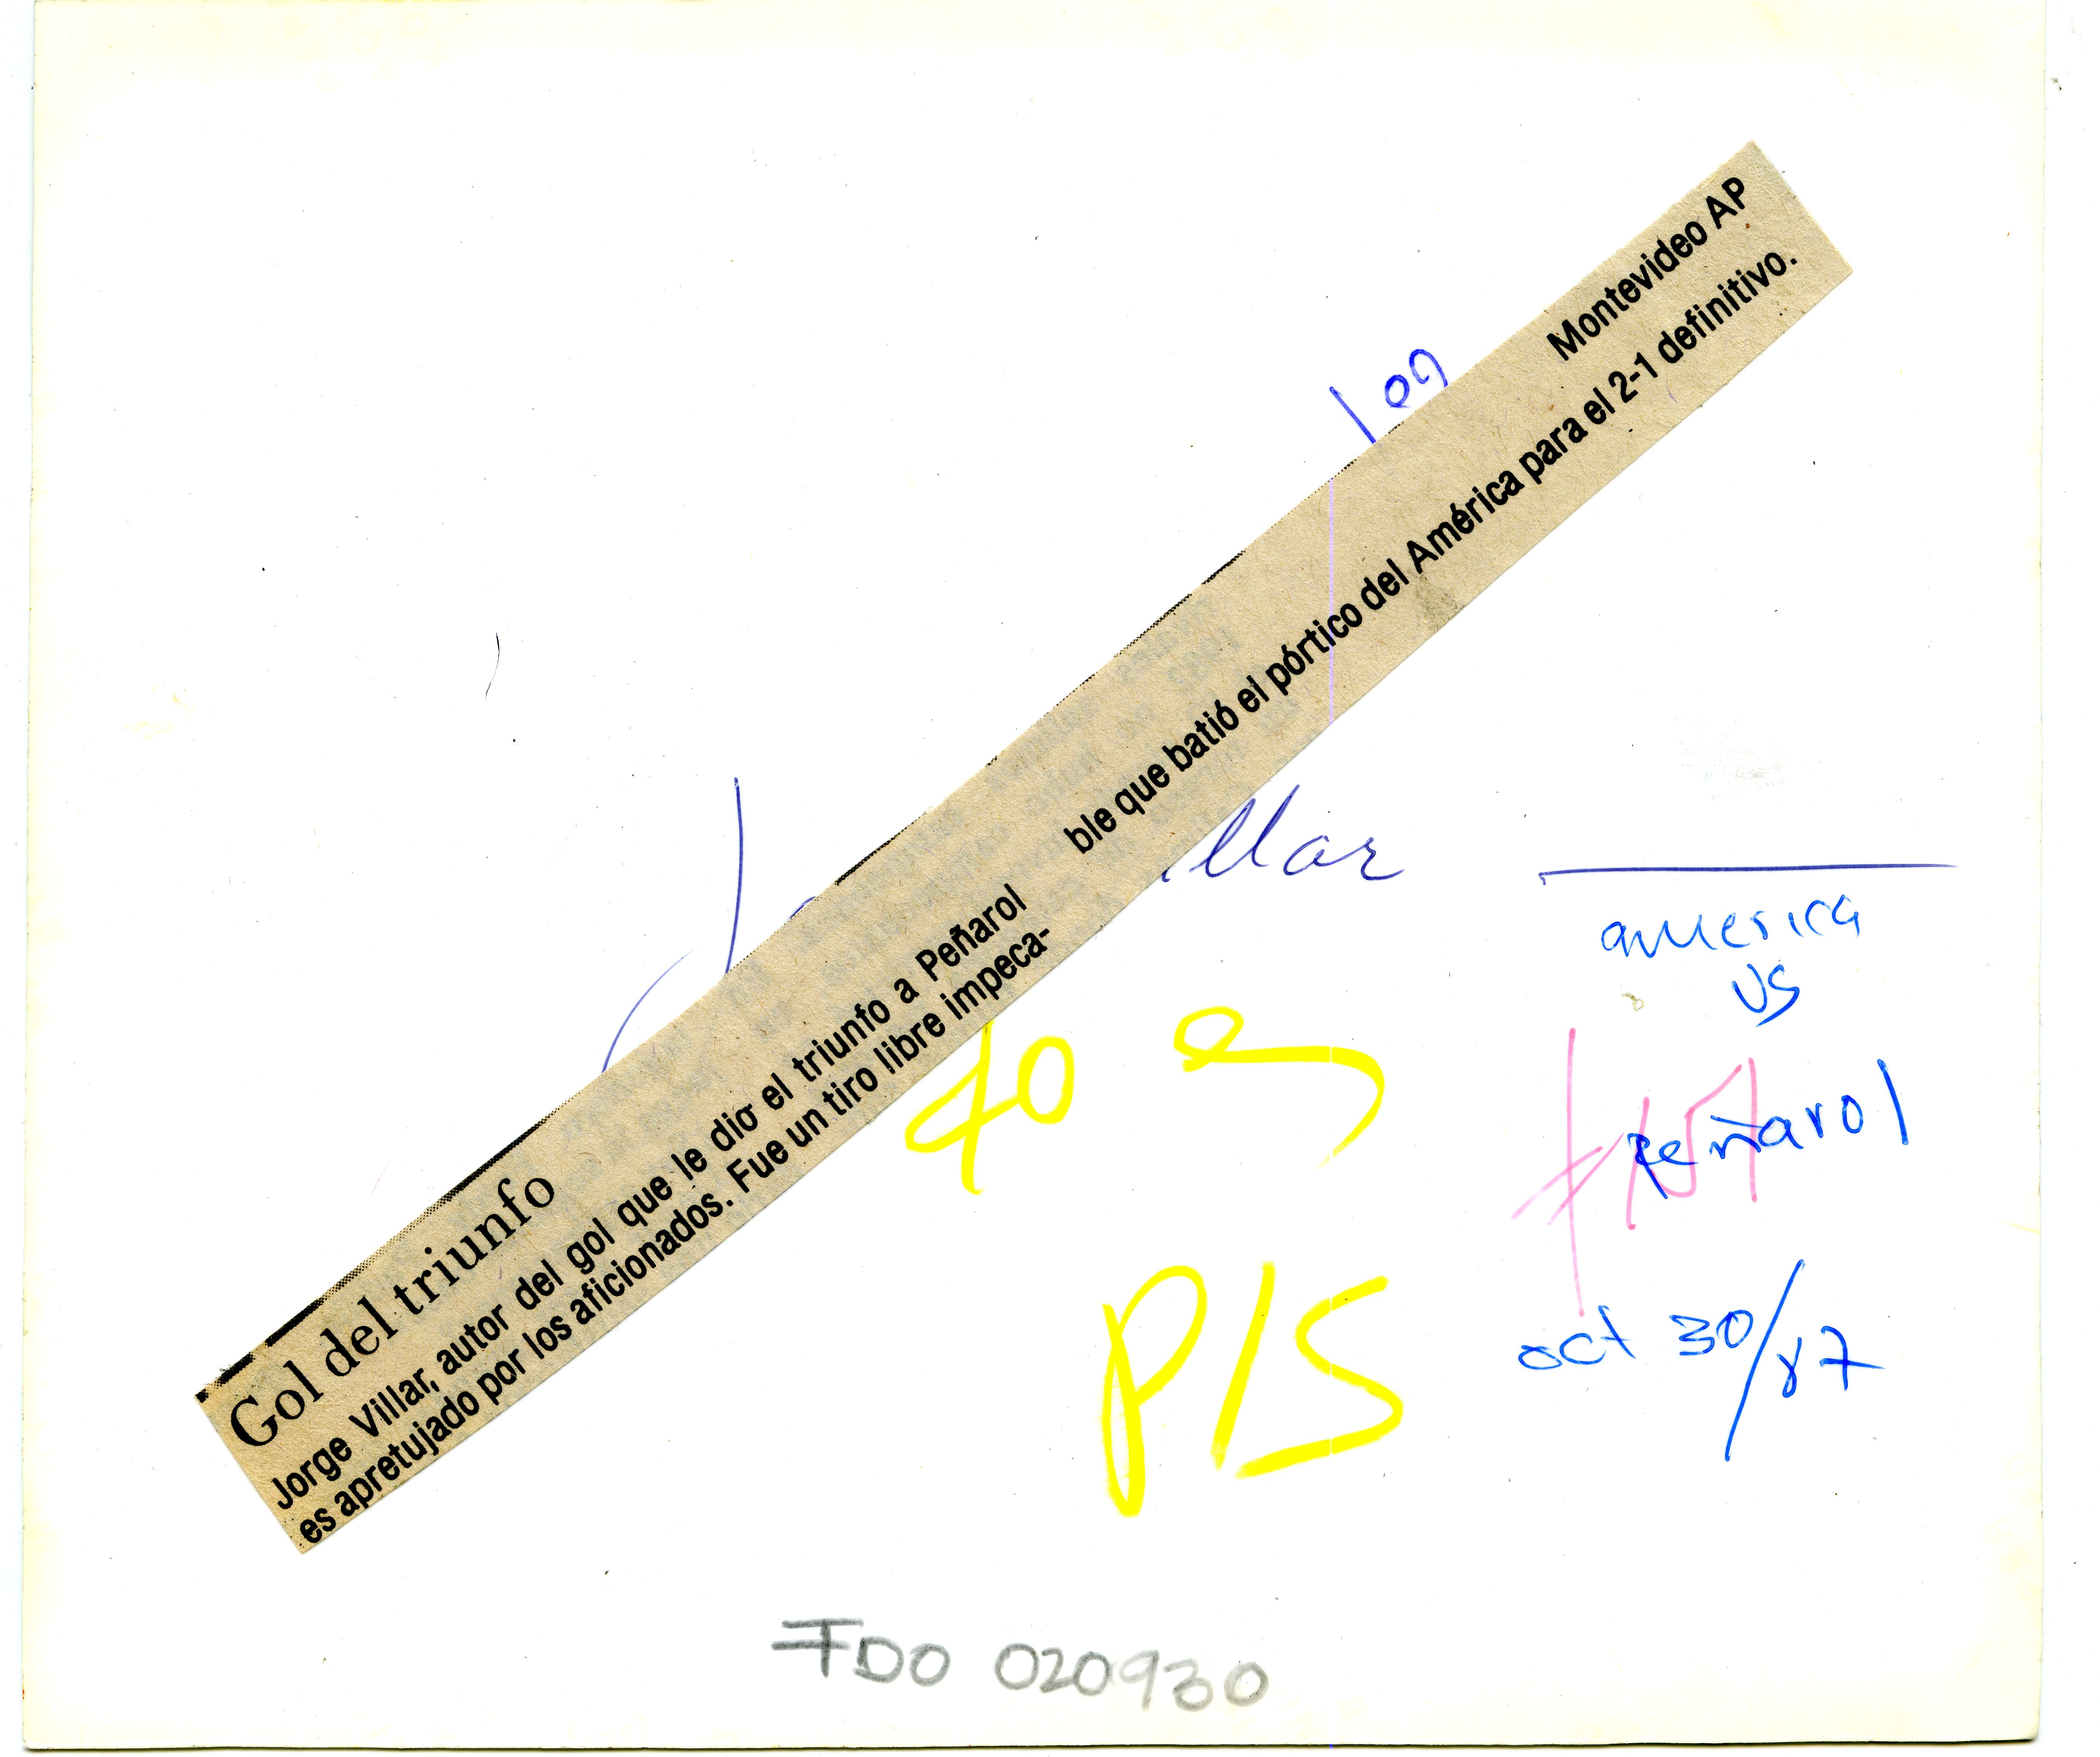 Gol del triunfo
Montevideo AP
Jorge Villar, autor del gol que le dio el triunfo a Peñarol
es apretujado por los aficionados. Fue un tiro libre impeca-
ble que batió el pórtico del América para el 2-1 definitivo.
llar
america
vs
Peñarol
oct 30/87
FDO 020930